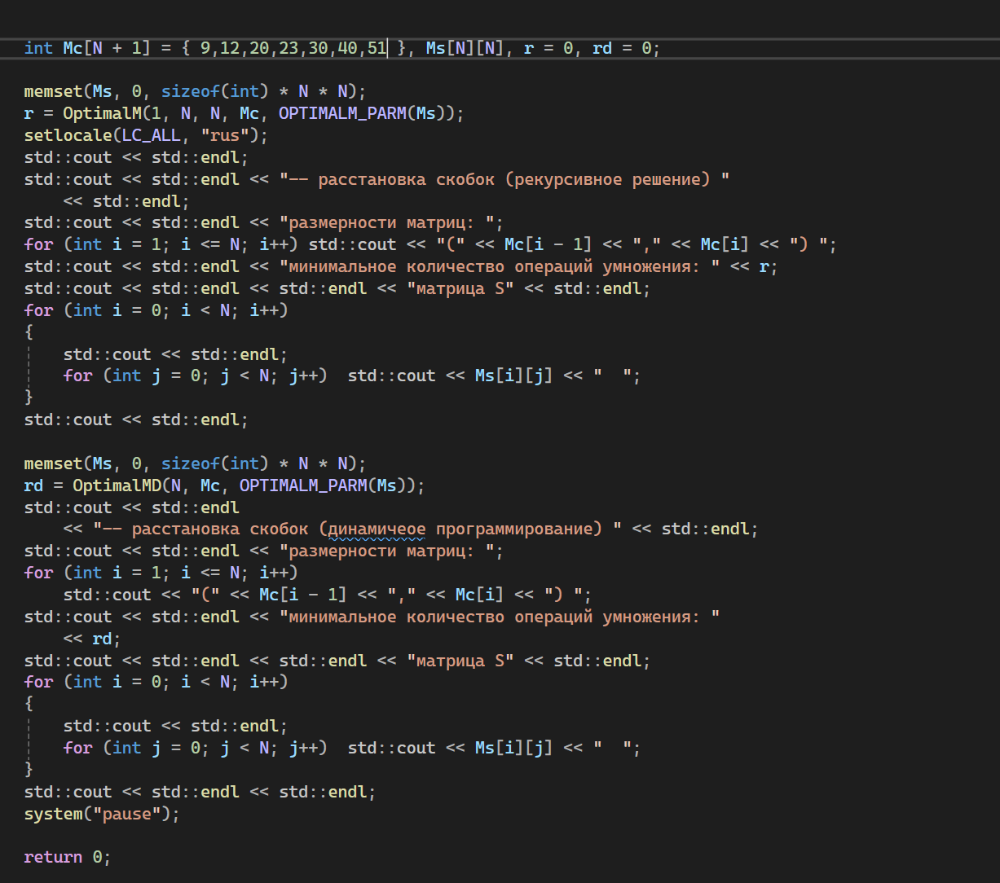 int Mc[N + 1] = { 9,12,20,23,30,40,51 }, Ms[N][N], r = 0, rd = 0;
memset(Ms, 0, sizeof(int) * N * N);
r = OptimalM(1, N, N, Mc, OPTIMALM_PARM(Ms));
setlocale(LC_ALL, "rus");
std::cout << std::endl;
std::cout << std::endl << "-- расстановка скобок (рекурсивное решение) "
<< std::endl;
std::cout << std::endl << "размерности матриц: ";
for (int i = 1; i <= N; i++) std::cout << "(" << Mc[i - 1] << "," << Mc[i] << ") ";
std::cout << std::endl << "минимальное количество операций умножения: " << r;
std::cout << std::endl << std::endl << "матрица S" << std::endl;
for (int i = 0; i < N; i++)
{
std::cout << std::endl;
for (int j = 0; j < N; j++)  std::cout << Ms[i][j] << "  ";
}
std::cout << std::endl;
memset(Ms, 0, sizeof(int) * N * N);
rd = OptimalMD(N, Mc, OPTIMALM_PARM(Ms));
std::cout << std::endl
<< "-- расстановка скобок (динамичеое программирование) " << std::endl;
std::cout << std::endl << "размерности матриц: ";
for (int i = 1; i <= N; i++)
std::cout << "(" << Mc[i - 1] << "," << Mc[i] << ") ";
std::cout << std::endl << "минимальное количество операций умножения: "
<< rd;
std::cout << std::endl << std::endl << "матрица S" << std::endl;
for (int i = 0; i < N; i++)
{
std::cout << std::endl;
for (int j = 0; j < N; j++)  std::cout << Ms[i][j] << "  ";
}
std::cout << std::endl << std::endl;
system("pause");
return 0;